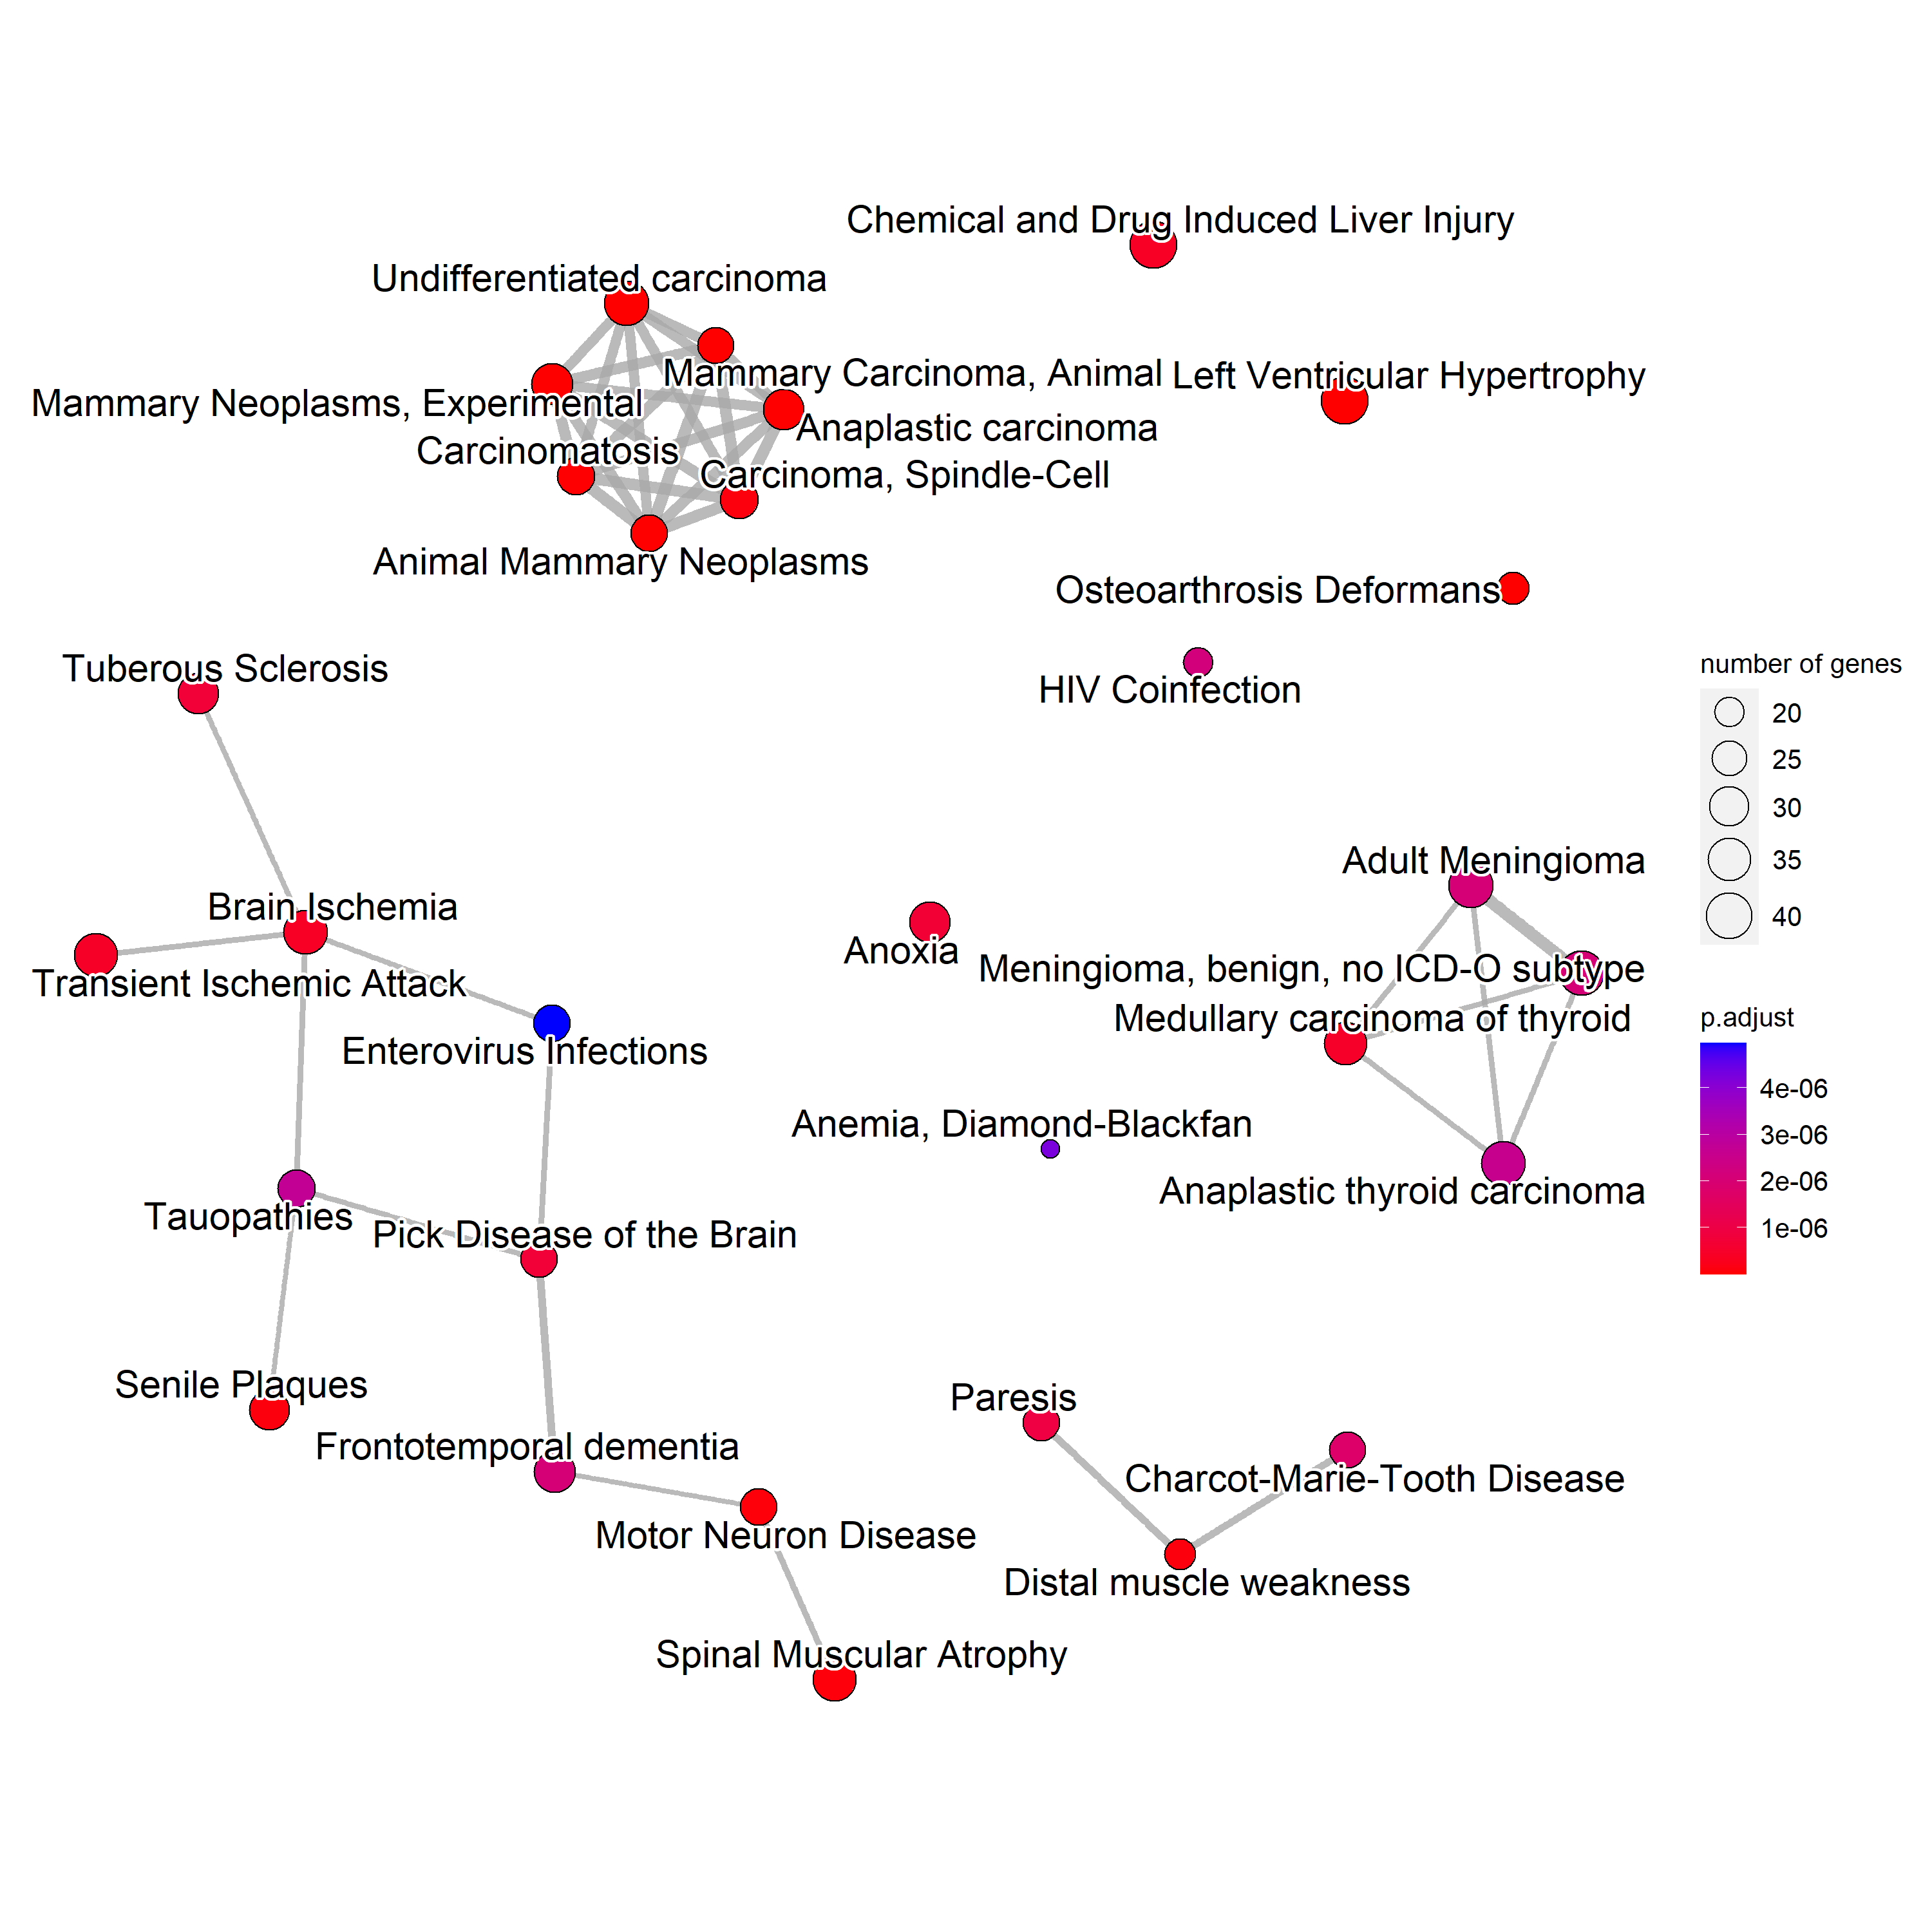 Chemical and Drug Induced Liver Injury
Undifferentiated carcinoma
Mammary Carcinoma, Animal
Left Ventricular Hypertrophy
Mammary Neoplasms, Experimental
Anaplastic carcinoma
Carcinomatosis
Carcinoma, Spindle-Cell
Animal Mammary Neoplasms
Osteoarthrosis Deformans
HIV Coinfection
Tuberous Sclerosis
number of genes
20
25
30
35
40
Adult Meningioma
Brain Ischemia
Anoxia
Meningioma, benign, no ICD-O subtype
Transient Ischemic Attack
Medullary carcinoma of thyroid
p.adjust
4e-06
3e-06
2e-06
1e-06
Enterovirus Infections
Anemia, Diamond-Blackfan
Anaplastic thyroid carcinoma
Tauopathies
Pick Disease of the Brain
Senile Plaques
Paresis
Frontotemporal dementia
Charcot-Marie-Tooth Disease
Motor Neuron Disease
Distal muscle weakness
Spinal Muscular Atrophy